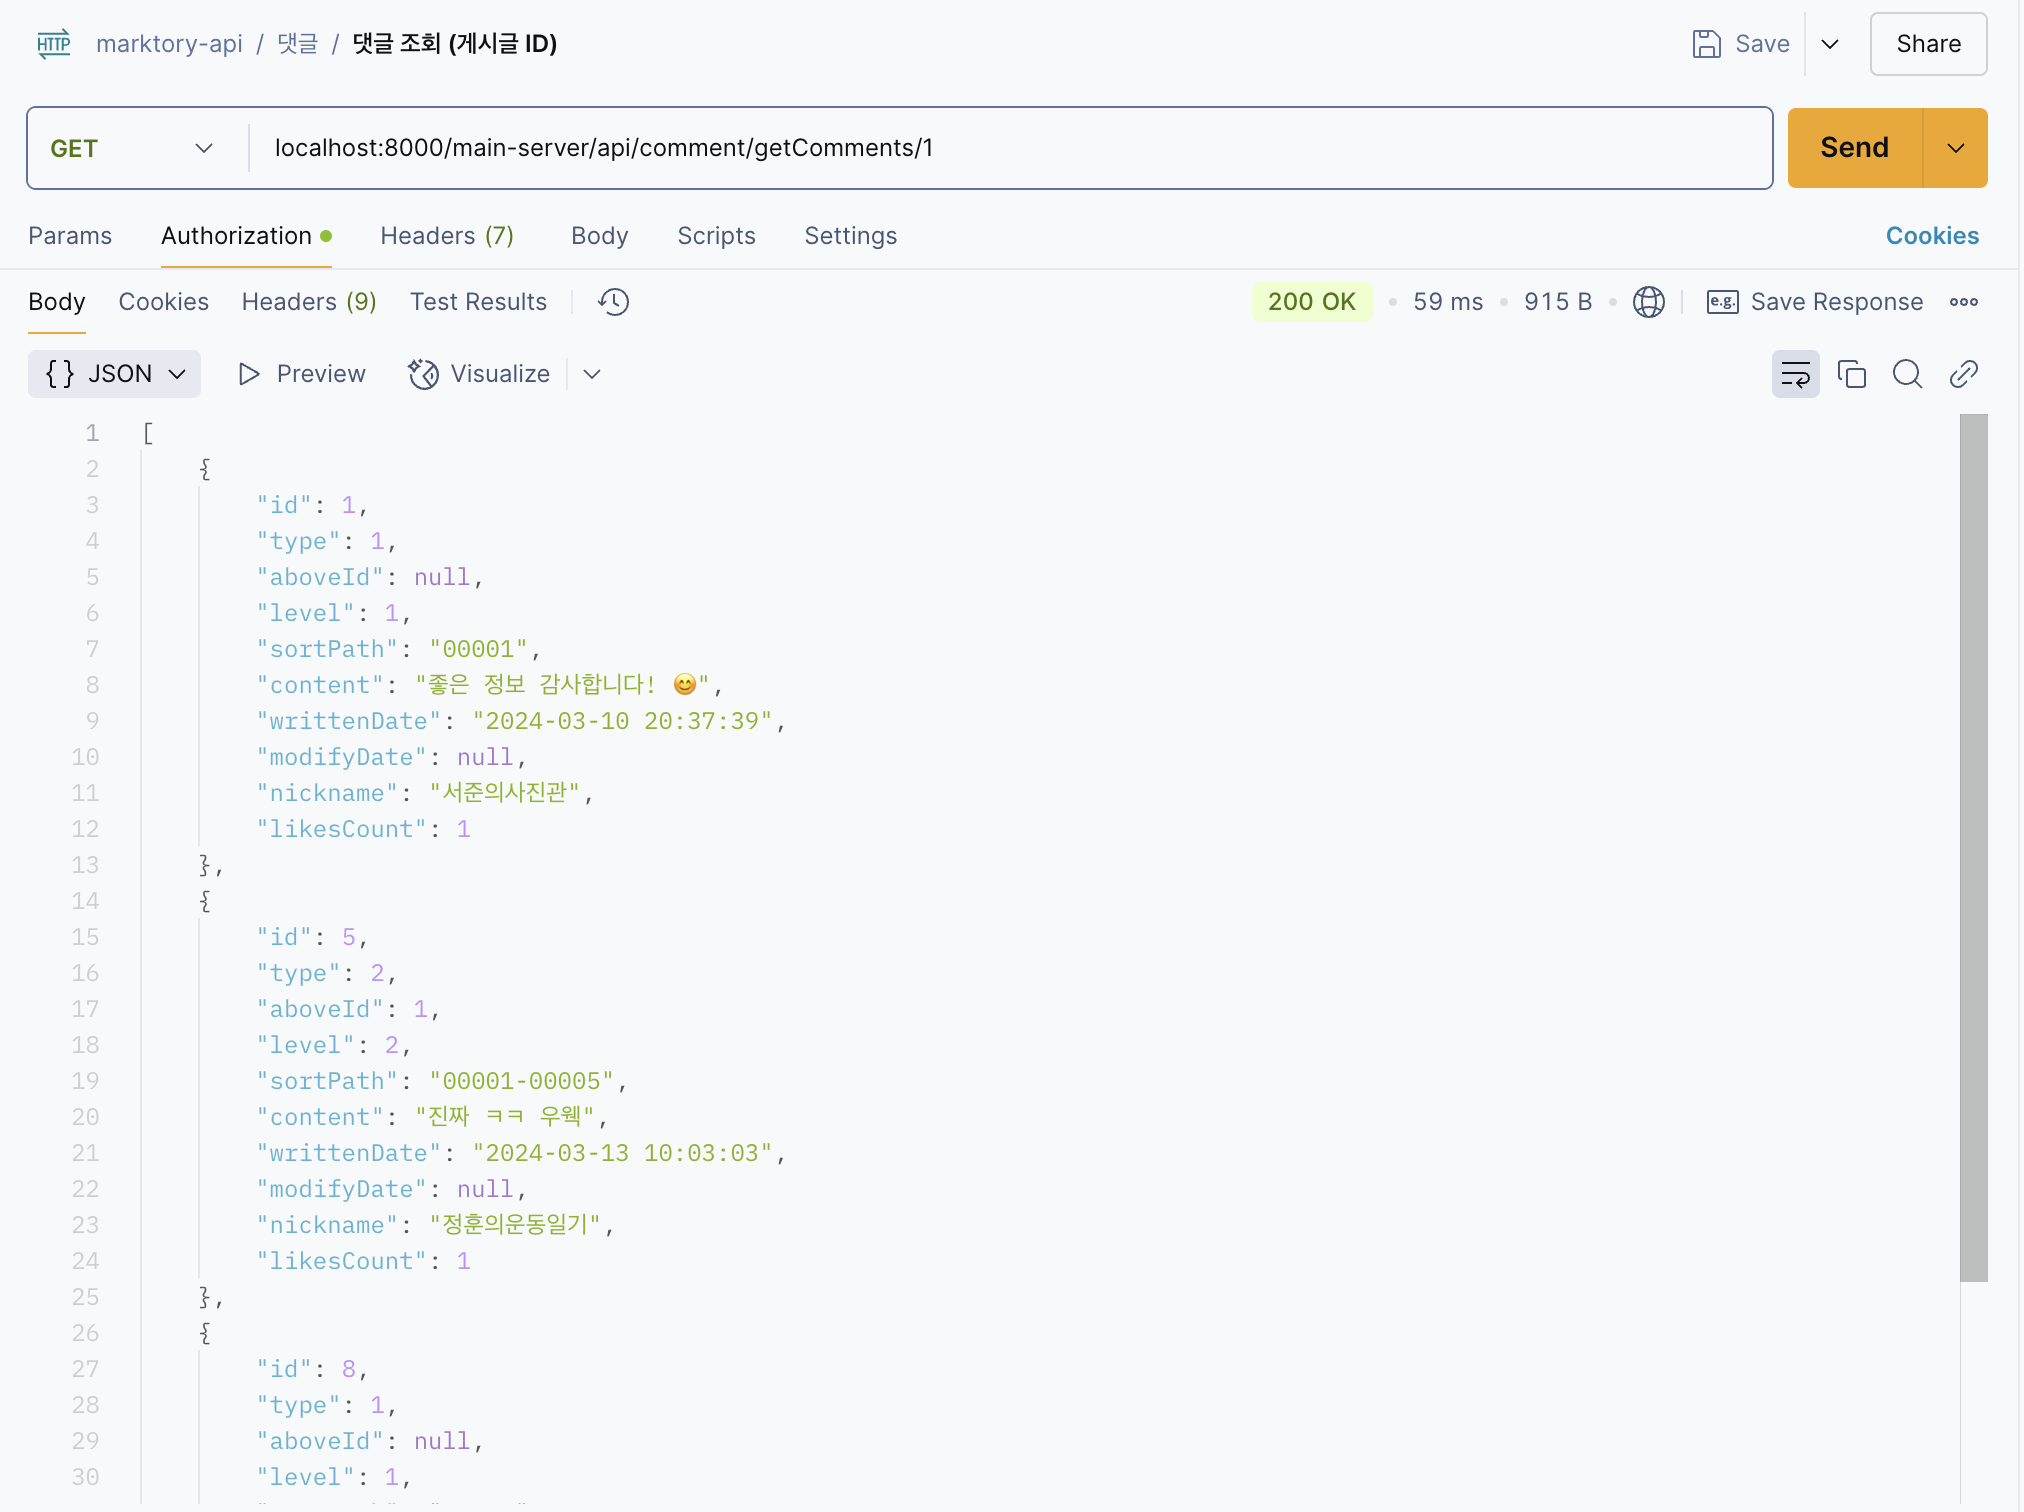 HTTP marktory-api / 댓글 / 댓글 조회 (게시글 ID) Save Share
GET localhost:8000/main-server/api/comment/getComments/1 Send
Params Authorization Headers (7) Body Scripts Settings Cookies
Body Cookies Headers (9) Test Results 200 OK 59 ms 915 B e.g. Save Response
{} JSON Preview Visualize
1 [
2 {
3 "id": 1,
4 "type": 1,
5 "aboveId": null,
6 "level": 1,
7 "sortPath": "00001",
8 "content": "좋은 정보 감사합니다! 😊",
9 "writtenDate": "2024-03-10 20:37:39",
10 "modifyDate": null,
11 "nickname": "서준의사진관",
12 "likesCount": 1
13 },
14 {
15 "id": 5,
16 "type": 2,
17 "aboveId": 1,
18 "level": 2,
19 "sortPath": "00001-00005",
20 "content": "진짜 ㅋㅋ 우웩",
21 "writtenDate": "2024-03-13 10:03:03",
22 "modifyDate": null,
23 "nickname": "정훈의운동일기",
24 "likesCount": 1
25 },
26 {
27 "id": 8,
28 "type": 1,
29 "aboveId": null,
30 "level": 1,